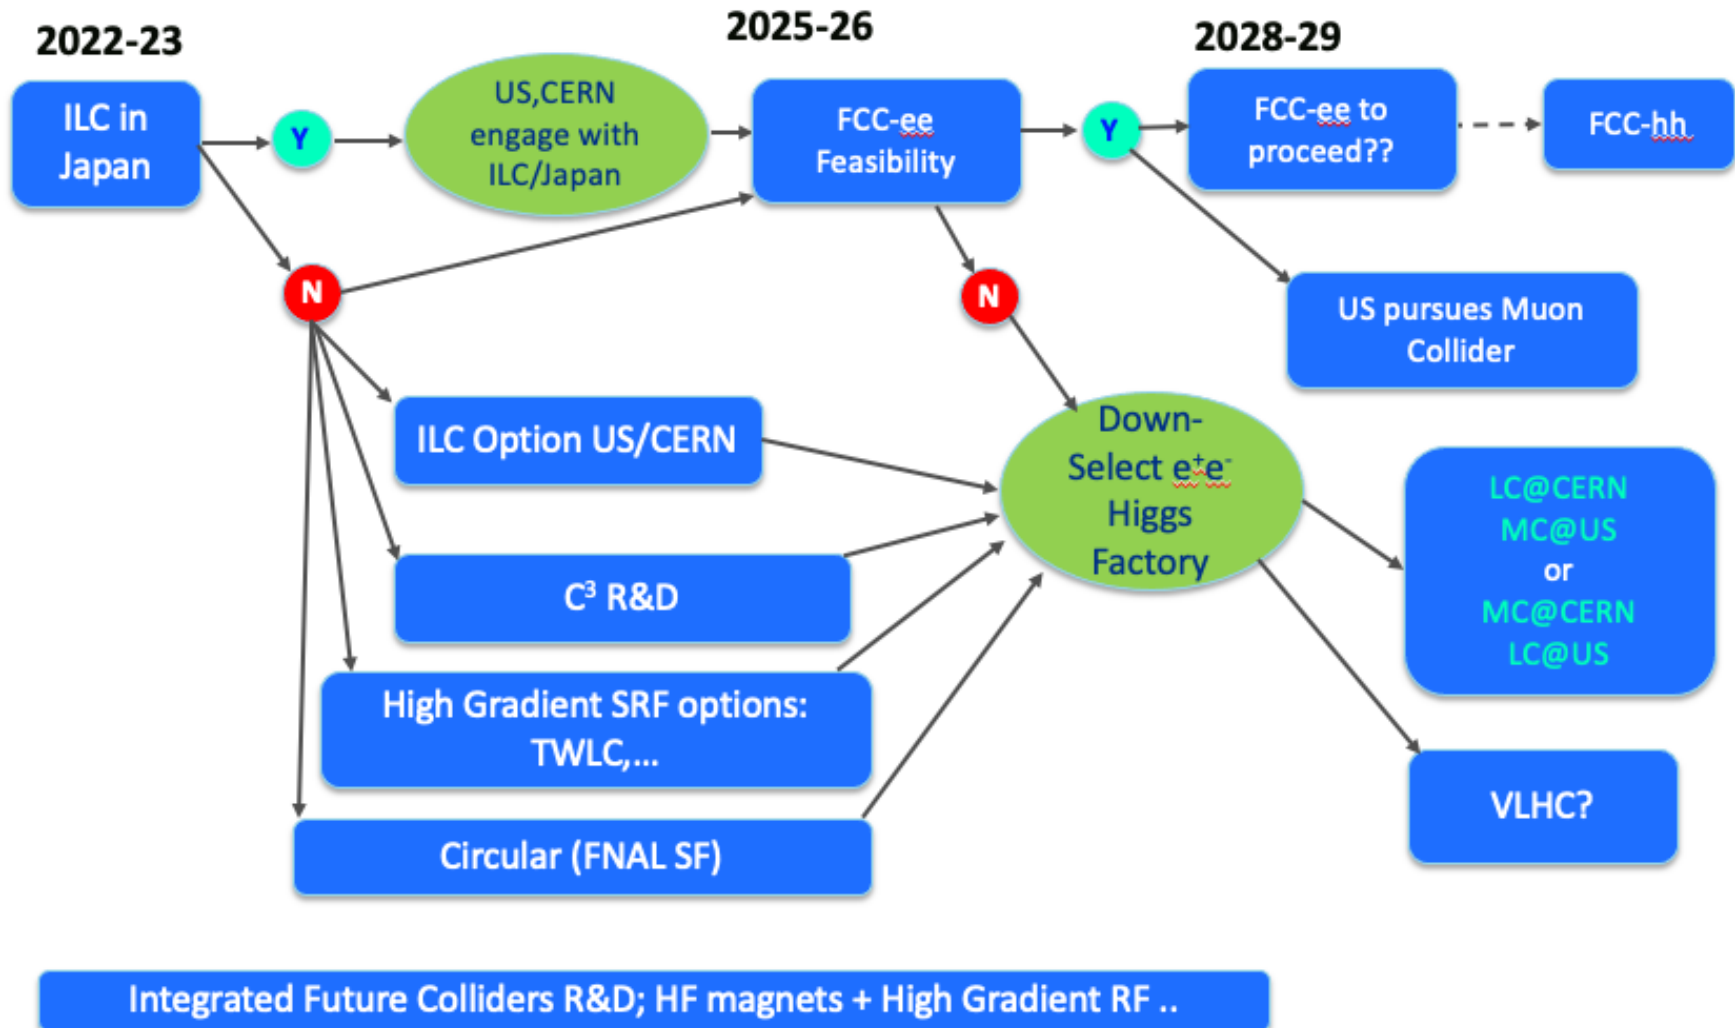 2022-23
2025-26
2028-29
ILC in
Japan
Y
US,CERN
engage with
ILC/Japan
FCC-ee
Feasibility
Y
FCC-ee to
proceed??
FCC-hh
N
N
US pursues Muon
Collider
ILC Option US/CERN
Down-
Select e⁺e⁻
Higgs
Factory
LC@CERN
MC@US
or
MC@CERN
LC@US
C³ R&D
High Gradient SRF options:
TWLC,...
VLHC?
Circular (FNAL SF)
Integrated Future Colliders R&D; HF magnets + High Gradient RF ..